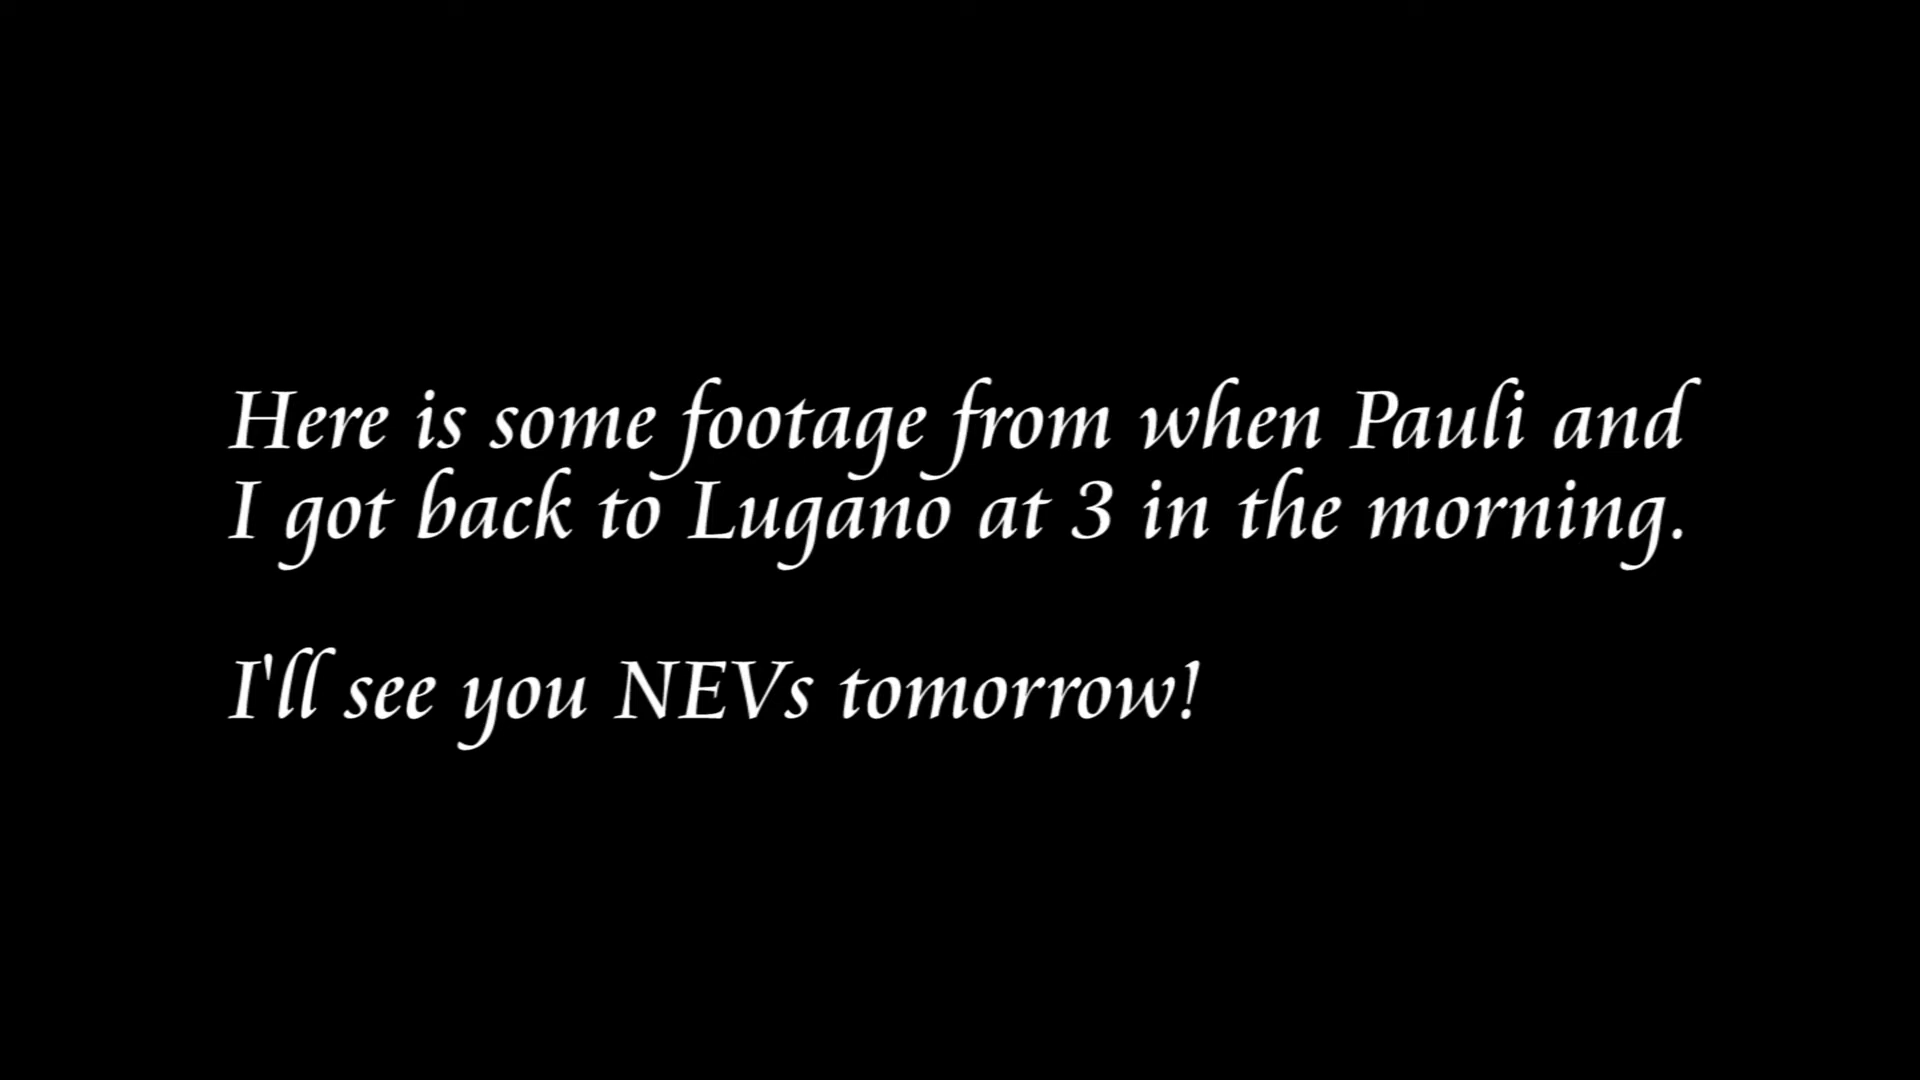 Here is some footage from when Pauli and
I got back to Lugano at 3 in the morning.
I'll see you NEVs tomorrow!